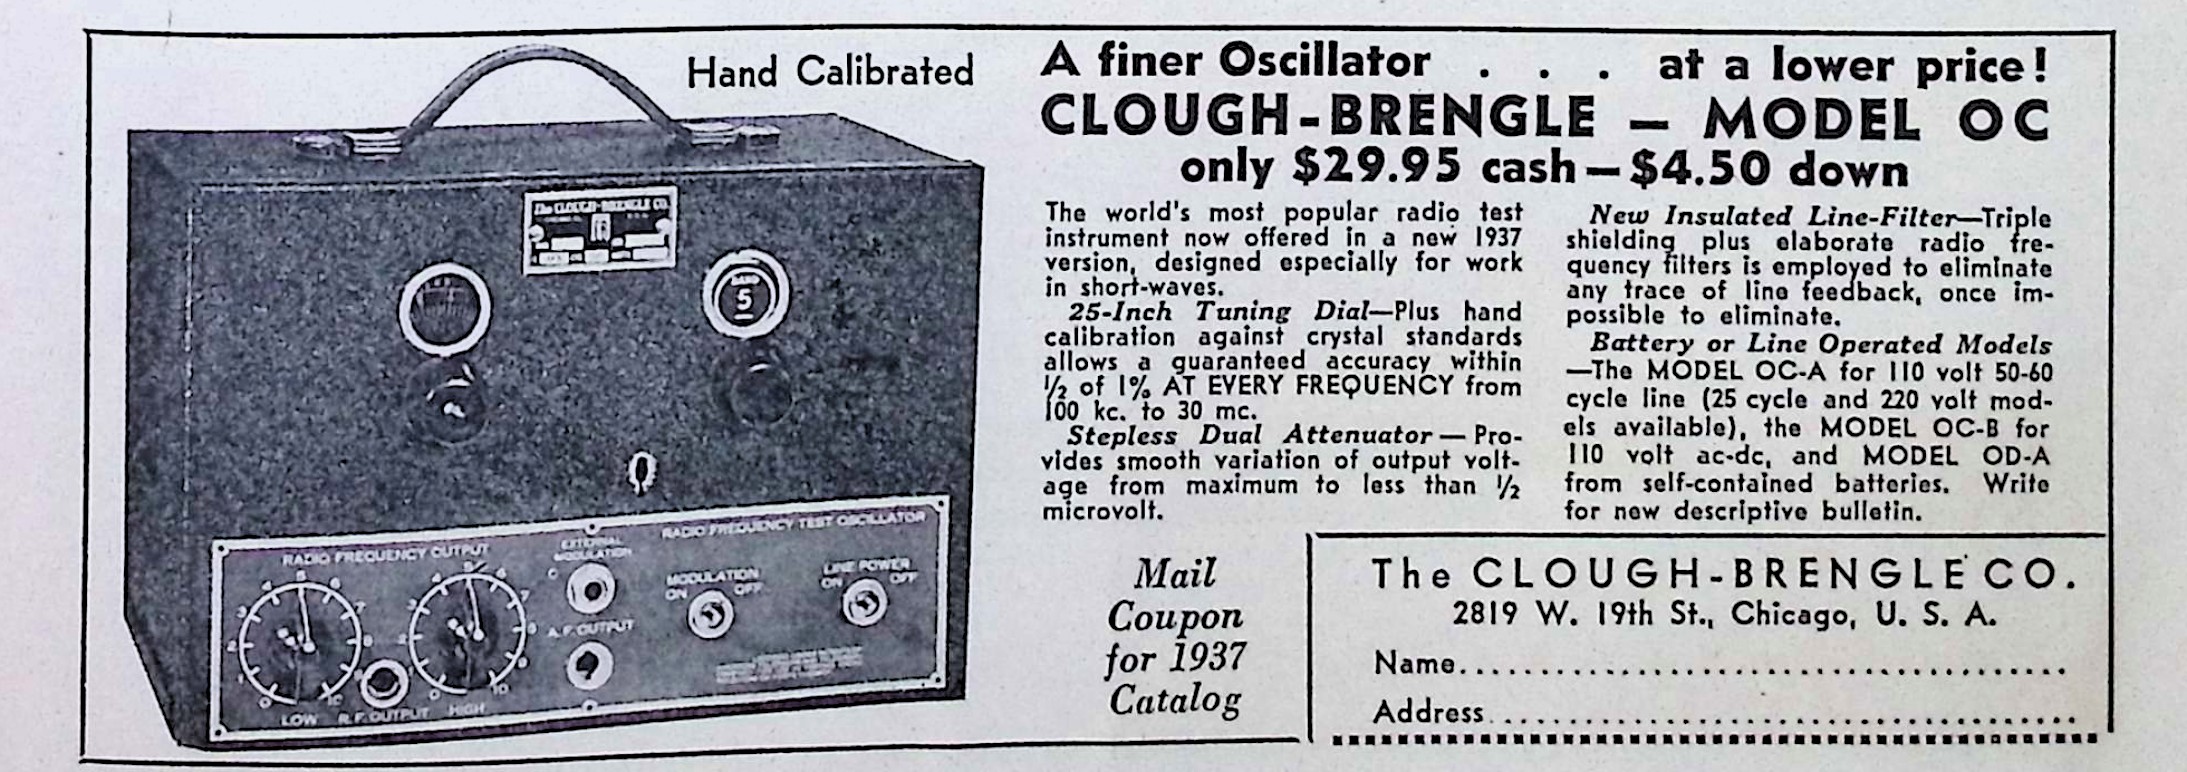 Hand Calibrated
The CLOUGH-BRENGLE CO.
5
RADIO FREQUENCY OUTPUT
EXTERNAL
MODULATION
RADIO FREQUENCY TEST OSCILLATOR
MODULATION
ON OFF
LINE POWER
ON OFF
A.F. OUTPUT
LOW R.F. OUTPUT HIGH
A finer Oscillator . . . at a lower price!
CLOUGH-BRENGLE — MODEL OC
only $29.95 cash—$4.50 down
The world's most popular radio test
instrument now offered in a new 1937
version, designed especially for work
in short-waves.
25-Inch Tuning Dial—Plus hand
calibration against crystal standards
allows a guaranteed accuracy within
½ of 1% AT EVERY FREQUENCY from
100 kc. to 30 mc.
Stepless Dual Attenuator—Pro-
vides smooth variation of output volt-
age from maximum to less than ½
microvolt.
New Insulated Line-Filter—Triple
shielding plus elaborate radio fre-
quency filters is employed to eliminate
any trace of line feedback, once im-
possible to eliminate.
Battery or Line Operated Models
—The MODEL OC-A for 110 volt 50-60
cycle line (25 cycle and 220 volt mod-
els available), the MODEL OC-B for
110 volt ac-dc, and MODEL OD-A
from self-contained batteries. Write
for new descriptive bulletin.
Mail
Coupon
for 1937
Catalog
The CLOUGH-BRENGLE CO.
2819 W. 19th St., Chicago, U. S. A.
Name........................................
Address.......................................